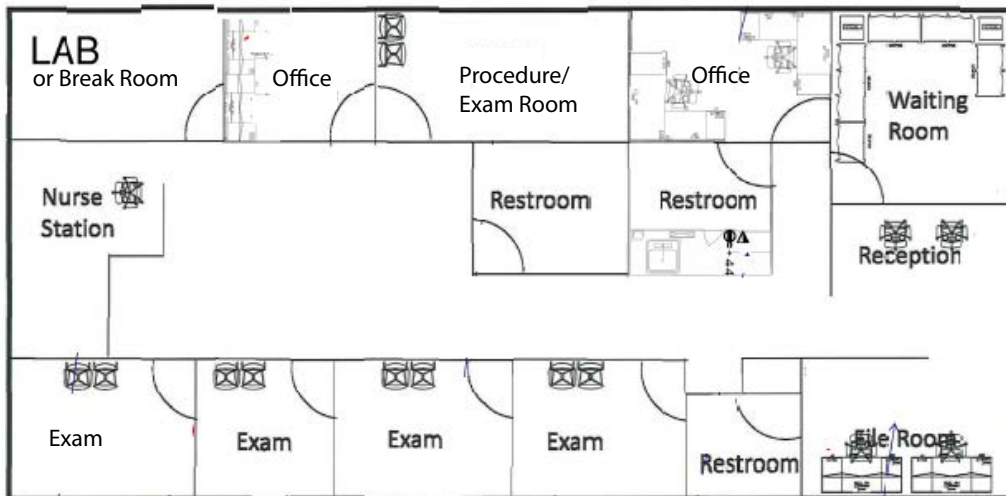 LAB
or Break Room
Office
Procedure/
Exam Room
Office
Waiting
Room
Nurse
Station
Restroom
Restroom
44
Reception
Exam
Exam
Exam
Exam
Restroom
File Room